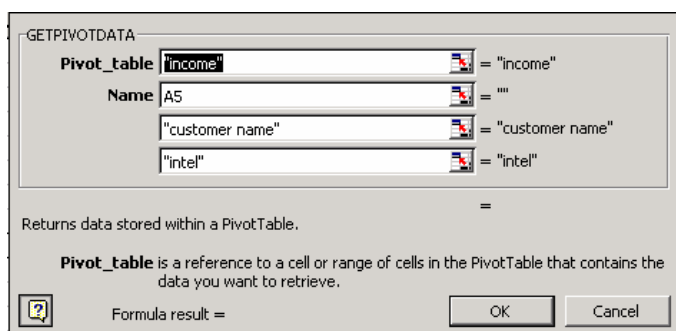 GETPIVOTDATA
Pivot_table "income" = "income"
Name A5 = ""
"customer name" = "customer name"
"intel" = "intel"
=
Returns data stored within a PivotTable.
Pivot_table is a reference to a cell or range of cells in the PivotTable that contains the
data you want to retrieve.
Formula result =
OK Cancel